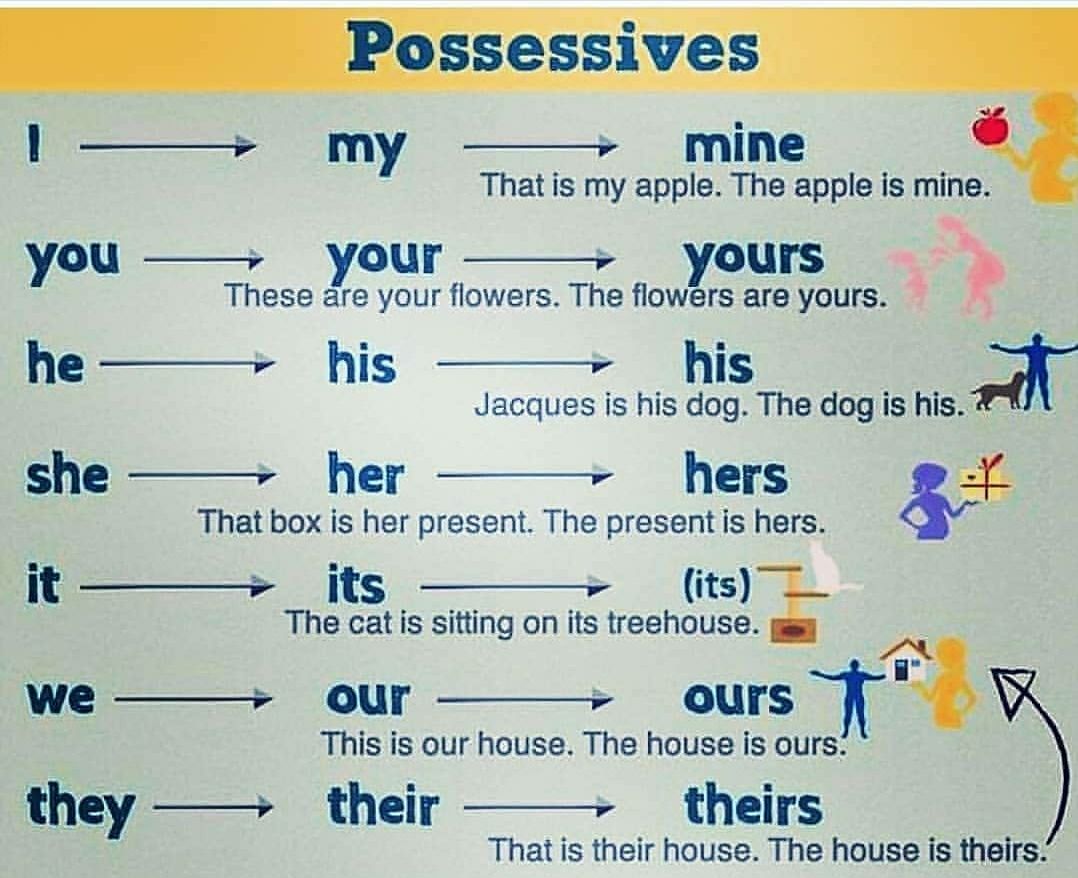 Possessives
I my mine
That is my apple. The apple is mine.
you your yours
These are your flowers. The flowers are yours.
he his his
Jacques is his dog. The dog is his.
she her hers
That box is her present. The present is hers.
it its (its)
The cat is sitting on its treehouse.
we our ours
This is our house. The house is ours.
they their theirs
That is their house. The house is theirs.